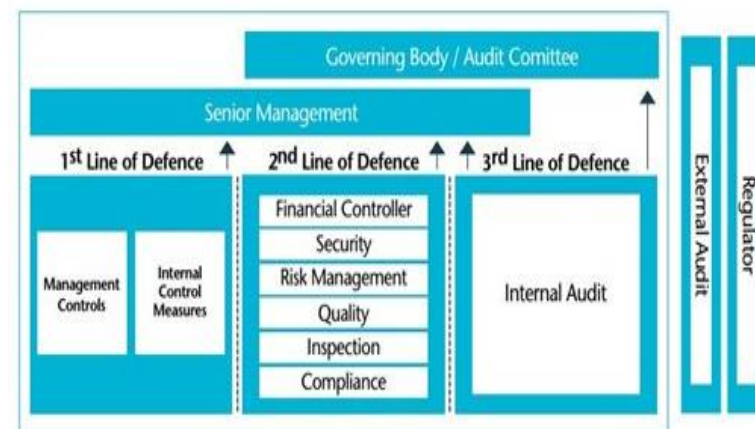 Governing Body / Audit Comittee
Senior Management
1st Line of Defence
2nd Line of Defence
3rd Line of Defence
Management
Controls
Internal
Control
Measures
Financial Controller
Security
Risk Management
Quality
Inspection
Compliance
Internal Audit
External Audit
Regulator